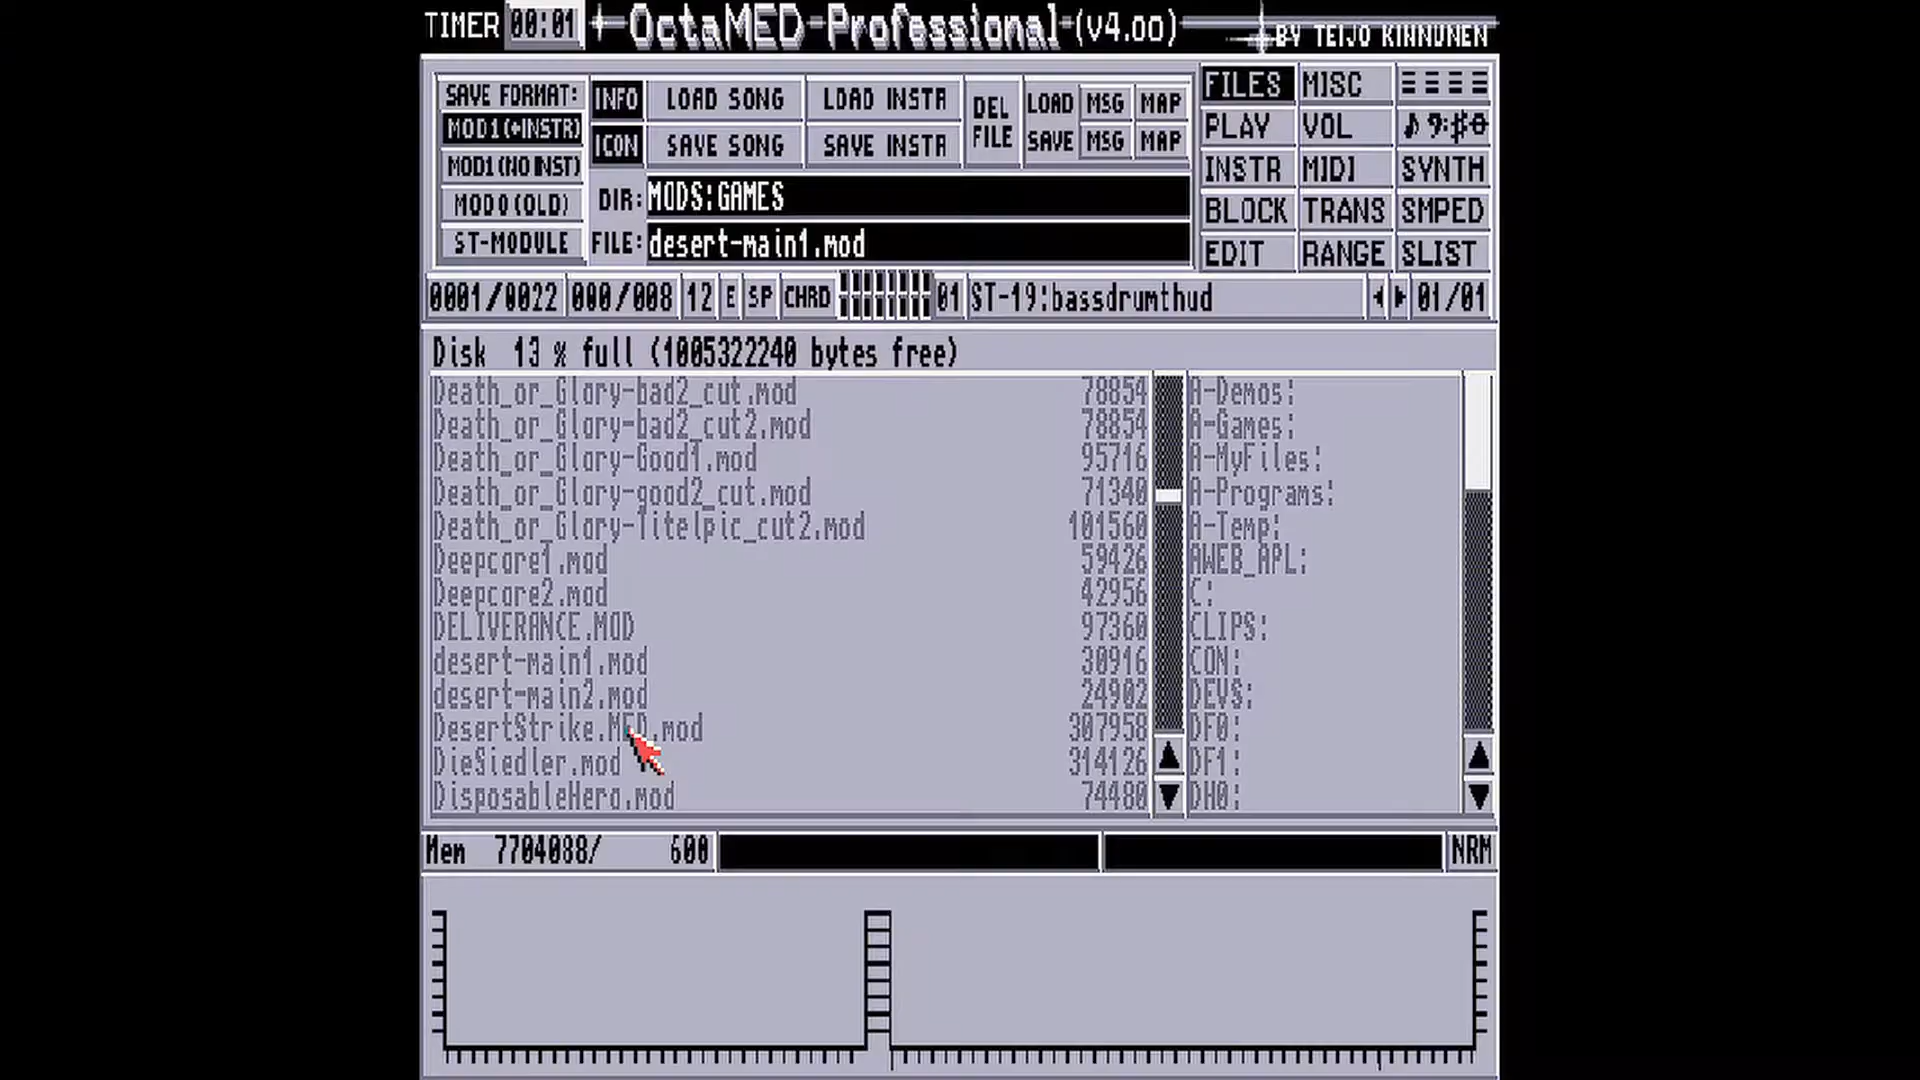 TIMER 00:01 OctaMED Professional (v4.00) BY TEIJO KINNUNEN
SAVE FORMAT: INFO LOAD SONG LOAD INSTR DEL FILE LOAD MSG MAP FILES MISC
MOD1(+INSTR) ICON SAVE SONG SAVE INSTR SAVE MSG MAP PLAY VOL
MOD1(NO INST) INSTR MIDI SYNTH
MOD0(OLD) DIR: MODS:GAMES BLOCK TRANS SMPED
ST-MODULE FILE: desert-main1.mod EDIT RANGE SLIST
0001/0022 000/008 12 E SP CHRD 01 ST-19:bassdrumthud 01/01
Disk 13 % full (1005322240 bytes free)
Death_or_Glory-bad2_cut.mod 78854 A-Demos:
Death_or_Glory-bad2_cut2.mod 78854 A-Games:
Death_or_Glory-Good1.mod 95716 A-MyFiles:
Death_or_Glory-good2_cut.mod 71340 A-Programs:
Death_or_Glory-Titelpic_cut2.mod 101560 A-Temp:
Deepcore1.mod 59426 AWEB_APL:
Deepcore2.mod 42956 C:
DELIVERANCE.MOD 97360 CLIPS:
desert-main1.mod 30916 CON:
desert-main2.mod 24902 DEVS:
DesertStrike.MED.mod 307958 DF0:
DieSiedler.mod 314126 DF1:
DisposableHero.mod 74480 DH0:
Mem 7704088/ 600 NRM